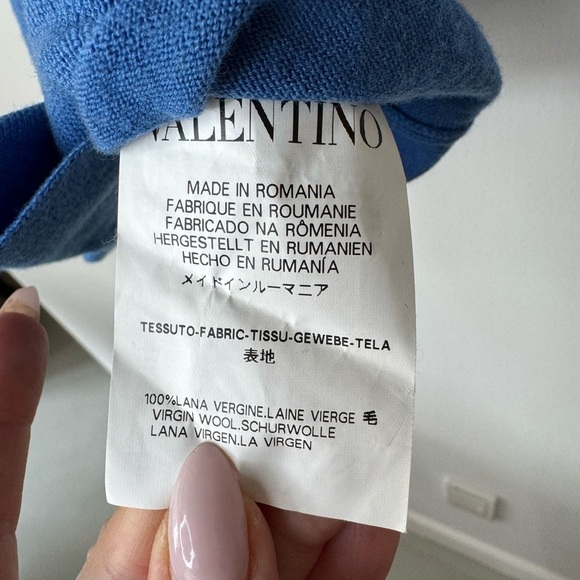 VALENTINO
MADE IN ROMANIA
FABRIQUE EN ROUMANIE
FABRICADO NA RÔMENIA
HERGESTELLT EN RUMANIEN
HECHO EN RUMANÍA
メイドインルーマニア
TESSUTO-FABRIC-TISSU-GEWEBE-TELA
表地
100%LANA VERGINE.LAINE VIERGE 毛
VIRGIN WOOL.SCHURWOLLE
LANA VIRGEN.LA VIRGEN